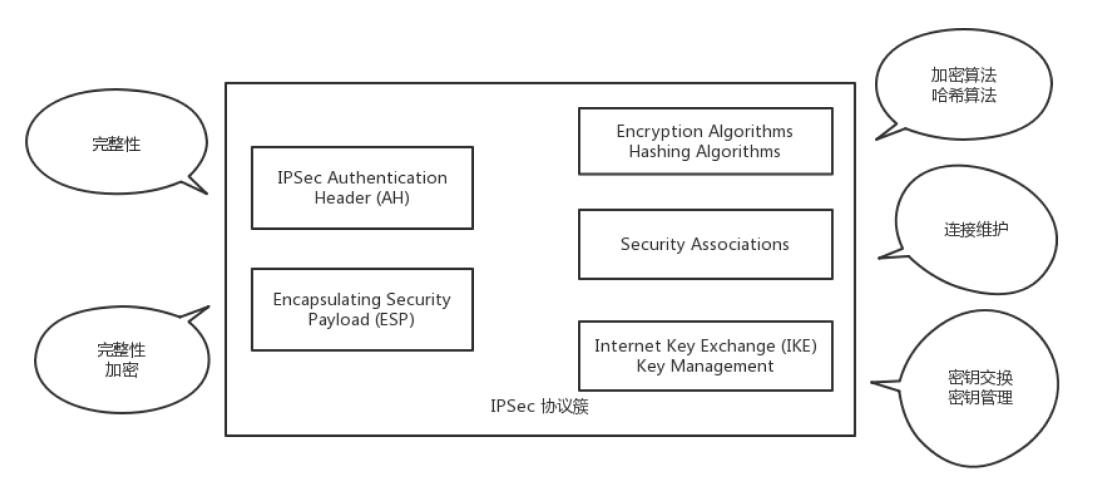 完整性
IPSec Authentication
Header (AH)
Encapsulating Security
Payload (ESP)
完整性
加密
Encryption Algorithms
Hashing Algorithms
加密算法
哈希算法
Security Associations
连接维护
Internet Key Exchange (IKE)
Key Management
密钥交换
密钥管理
IPSec 协议簇